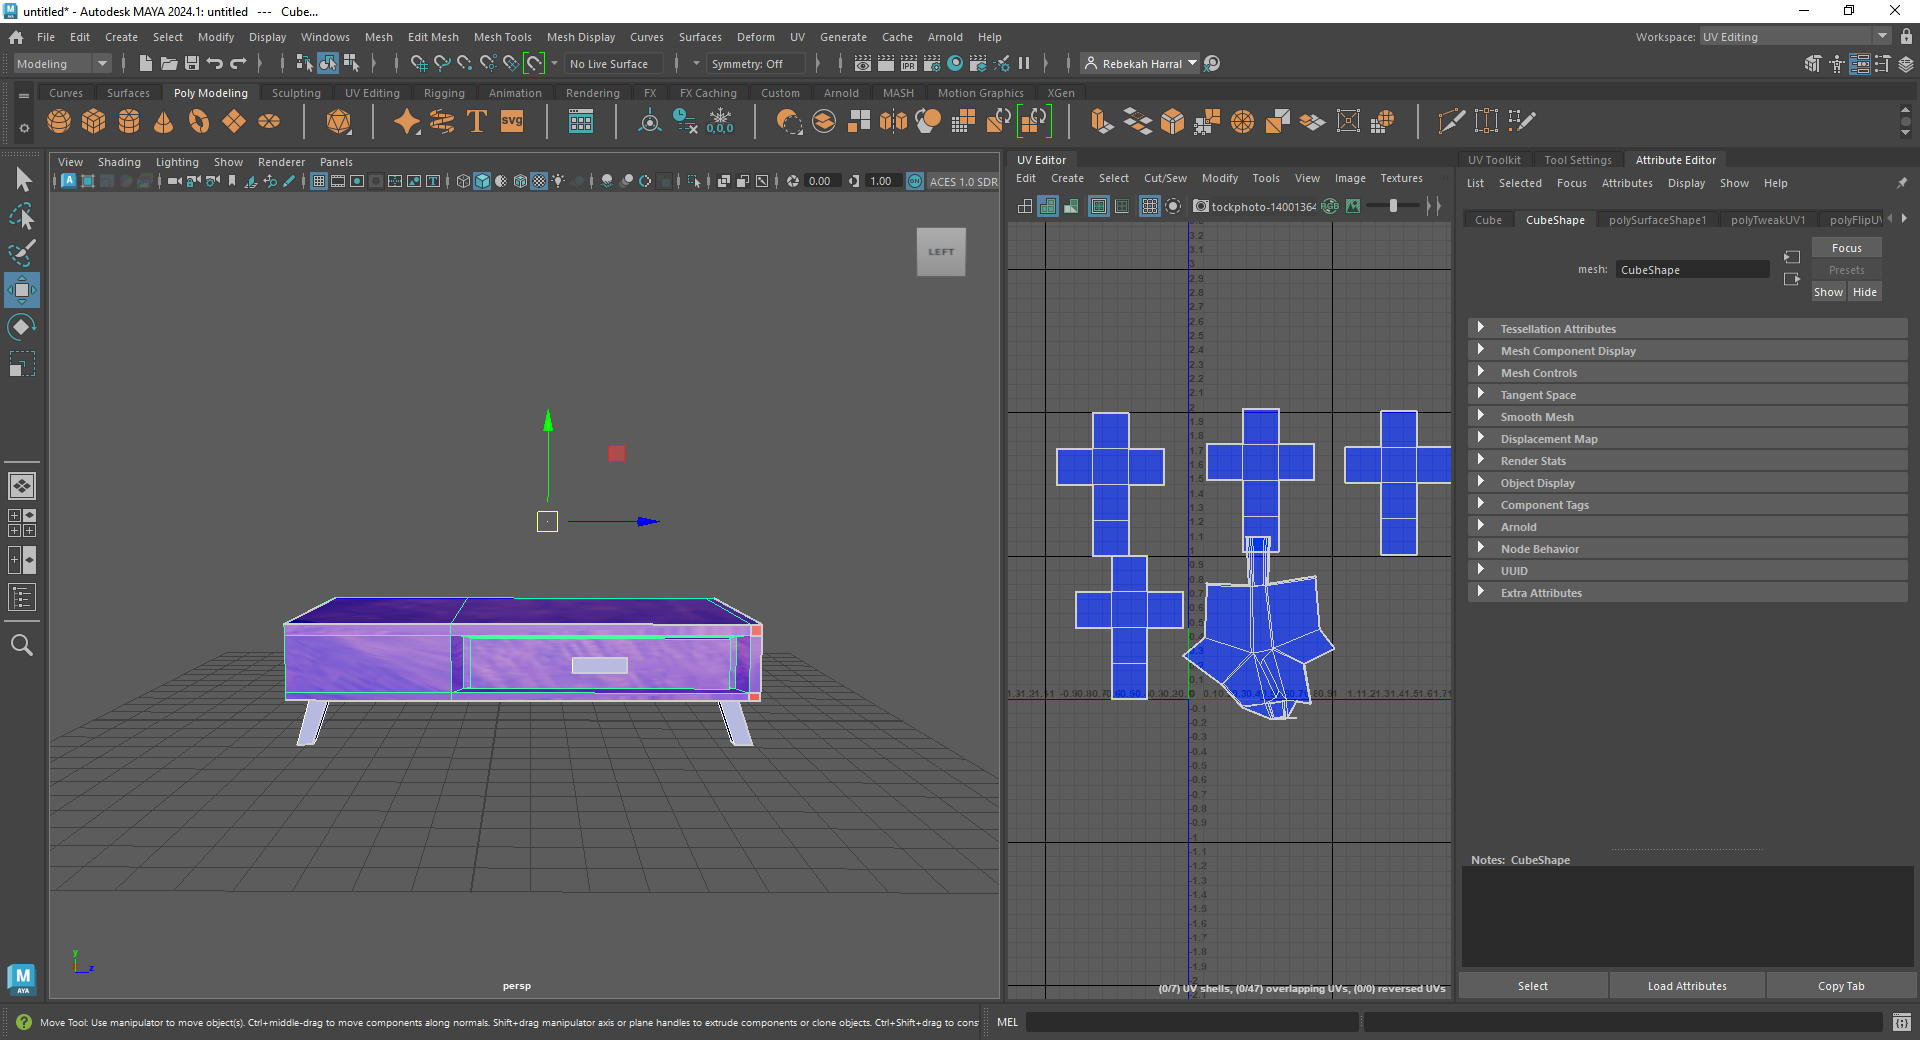 untitled* - Autodesk MAYA 2024.1: untitled   ---   Cube...
File Edit Create Select Modify Display Windows Mesh Edit Mesh Mesh Tools Mesh Display Curves Surfaces Deform UV Generate Cache Arnold Help
Workspace: UV Editing
Modeling
No Live Surface
Symmetry: Off
Rebekah Harral
Curves Surfaces Poly Modeling Sculpting UV Editing Rigging Animation Rendering FX FX Caching Custom Arnold MASH Motion Graphics XGen
SVG
0,0,0
View Shading Lighting Show Renderer Panels
0.00 1.00 ACES 1.0 SDR
LEFT
persp
y
z
UV Editor
Edit Create Select Cut/Sew Modify Tools View Image Textures
tockphoto-14001364
(0/7) UV shells, (0/47) overlapping UVs, (0/0) reversed UVs
UV Toolkit Tool Settings Attribute Editor
List Selected Focus Attributes Display Show Help
Cube CubeShape polySurfaceShape1 polyTweakUV1 polyFlipUV
mesh: CubeShape
Focus
Presets
Show Hide
Tessellation Attributes
Mesh Component Display
Mesh Controls
Tangent Space
Smooth Mesh
Displacement Map
Render Stats
Object Display
Component Tags
Arnold
Node Behavior
UUID
Extra Attributes
Notes: CubeShape
Select Load Attributes Copy Tab
M
AYA
Move Tool: Use manipulator to move object(s). Ctrl+middle-drag to move components along normals. Shift+drag manipulator axis or plane handles to extrude components or clone objects. Ctrl+Shift+drag to cons
MEL